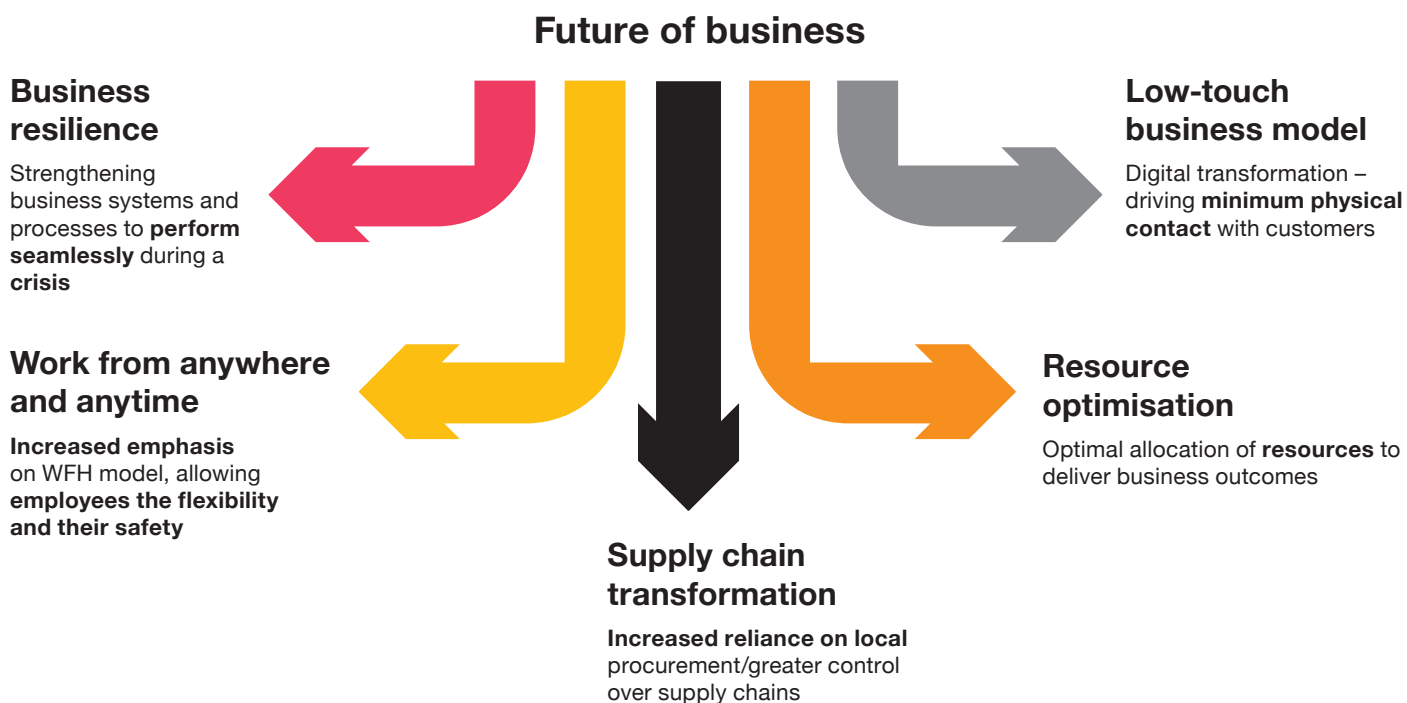 Future of business
Business
resilience
Strengthening
business systems and
processes to perform
seamlessly during a
crisis
Work from anywhere
and anytime
Increased emphasis
on WFH model, allowing
employees the flexibility
and their safety
Supply chain
transformation
Increased reliance on local
procurement/greater control
over supply chains
Resource
optimisation
Optimal allocation of resources to
deliver business outcomes
Low-touch
business model
Digital transformation –
driving minimum physical
contact with customers